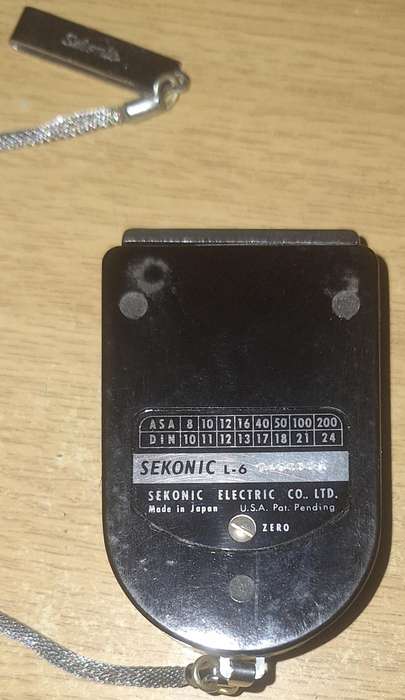 Sekonic
ASA 8 10 12 16 40 50 100 200
DIN 10 11 12 13 17 18 21 24
SEKONIC L-6
SEKONIC ELECTRIC CO., LTD.
Made in Japan U.S.A. Pat. Pending
ZERO